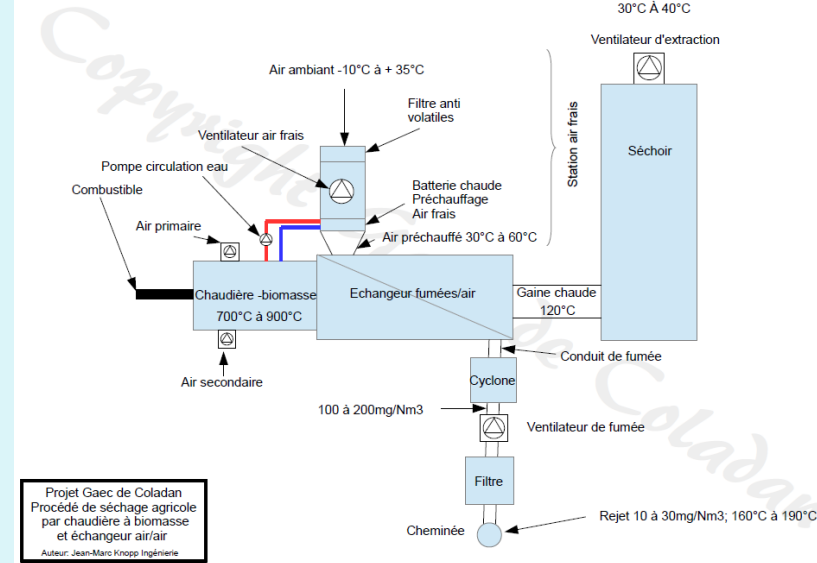 30°C À 40°C
Ventilateur d'extraction
Air ambiant -10°C à + 35°C
Filtre anti
volatiles
Ventilateur air frais
Station air frais
Séchoir
Pompe circulation eau
Combustible
Batterie chaude
Préchauffage
Air frais
Air primaire
Air préchauffé 30°C à 60°C
Chaudière -biomasse
700°C à 900°C
Echangeur fumées/air
Gaine chaude
120°C
Air secondaire
Conduit de fumée
Cyclone
100 à 200mg/Nm3
Ventilateur de fumée
Filtre
Cheminée
Rejet 10 à 30mg/Nm3; 160°C à 190°C
Projet Gaec de Coladan
Procédé de séchage agricole
par chaudière à biomasse
et échangeur air/air
Auteur: Jean-Marc Knopp Ingénierie
Copyright Gaec de Coladan